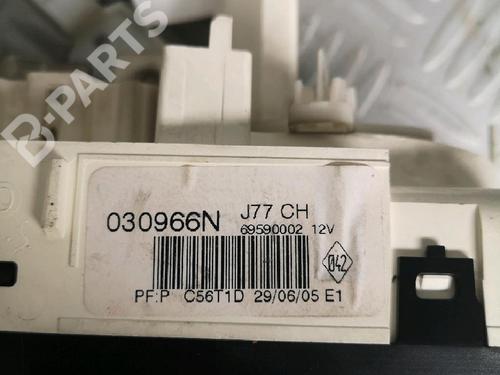 B-PARTS
030966N J77 CH
69590002 12V
042
PF:P C56T1D 29/06/05 E1